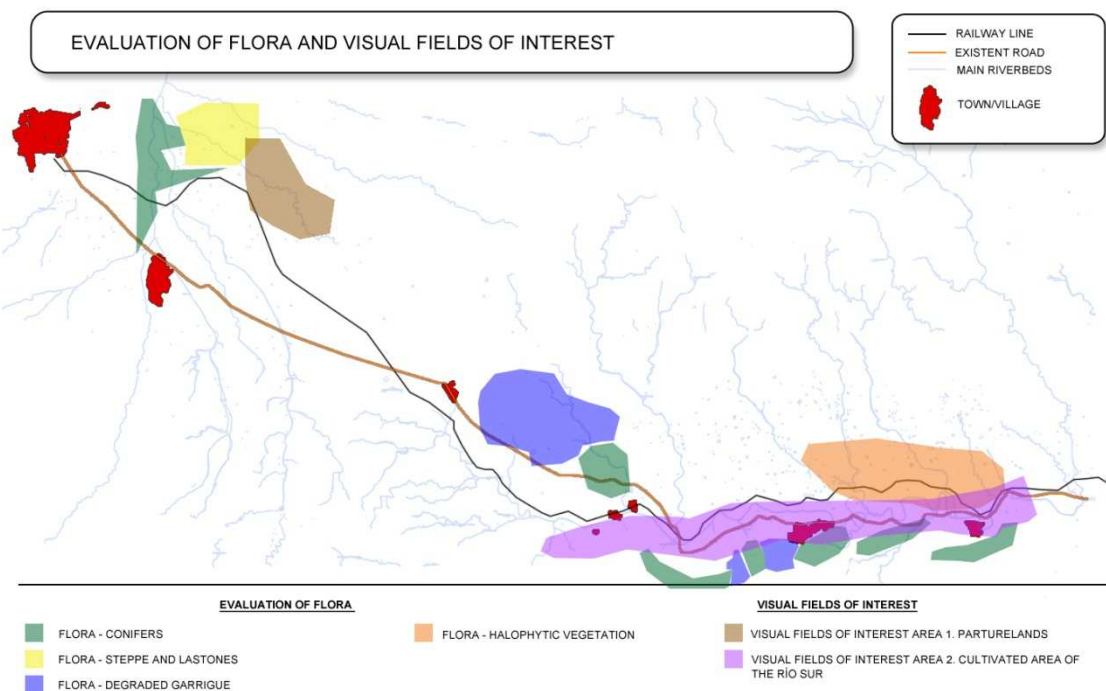 EVALUATION OF FLORA AND VISUAL FIELDS OF INTEREST
RAILWAY LINE
EXISTENT ROAD
MAIN RIVERBEDS
TOWN/VILLAGE
EVALUATION OF FLORA
FLORA - CONIFERS
FLORA - STEPPE AND LASTONES
FLORA - DEGRADED GARRIGUE
FLORA - HALOPHYTIC VEGETATION
VISUAL FIELDS OF INTEREST
VISUAL FIELDS OF INTEREST AREA 1. PARTURELANDS
VISUAL FIELDS OF INTEREST AREA 2. CULTIVATED AREA OF
THE RÍO SUR